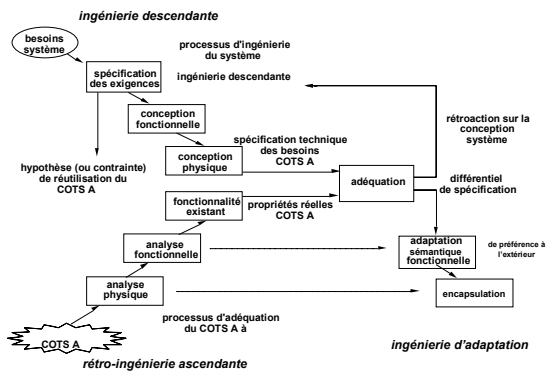 ingénierie descendante
besoins
système
processus d'ingénierie
du système
spécification
des exigences
ingénierie descendante
conception
fonctionnelle
rétroaction sur la
conception
système
spécification technique
des besoins
COTS A
conception
physique
hypothèse (ou contrainte)
de réutilisation du
COTS A
adéquation
différentiel
de spécification
fonctionnalité
existant
propriétés réelles
COTS A
analyse
fonctionnelle
adaptation
sémantique
fonctionnelle
de préférence à
l'extérieur
analyse
physique
encapsulation
processus d'adéquation
du COTS A à
COTS A
ingénierie d'adaptation
rétro-ingénierie ascendante